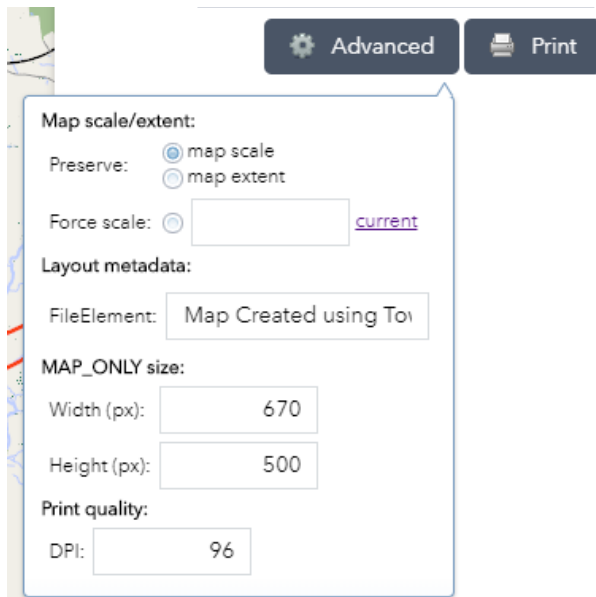 Advanced Print
Map scale/extent:
Preserve: map scale
map extent
Force scale: current
Layout metadata:
FileElement: Map Created using
MAP_ONLY size:
Width (px): 670
Height (px): 500
Print quality:
DPI: 96